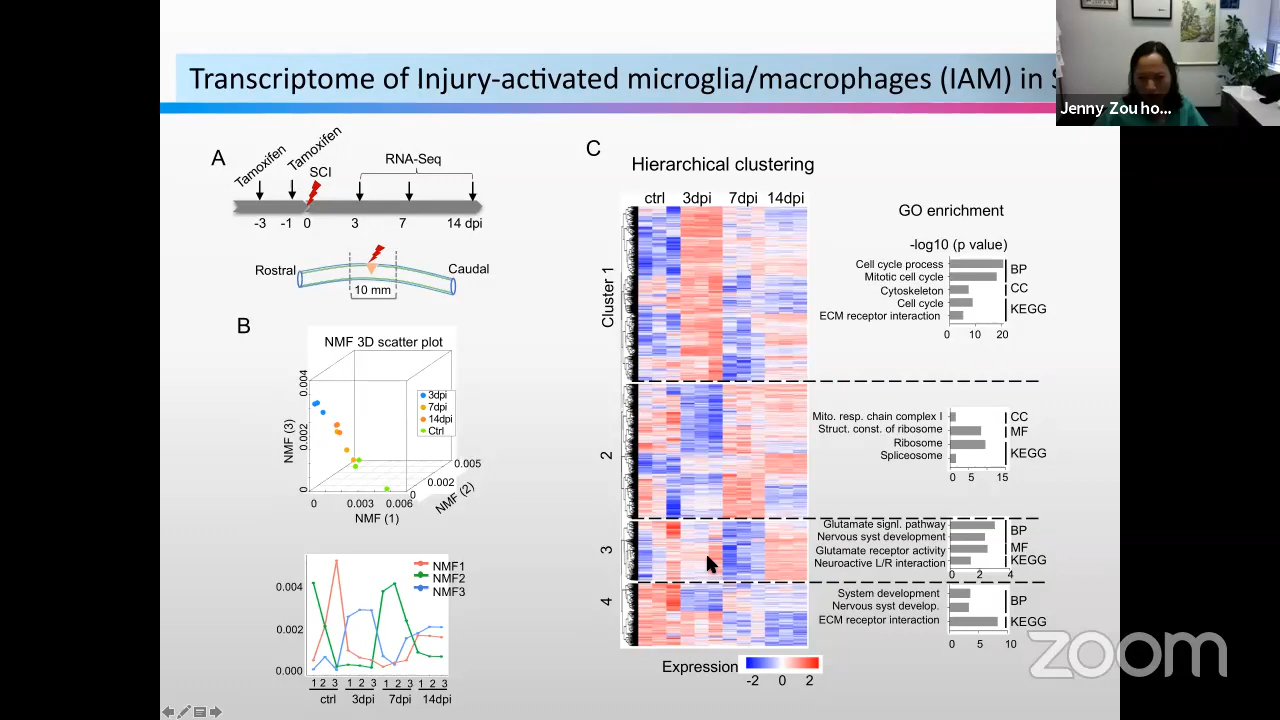 Transcriptome of Injury-activated microglia/macrophages (IAM) in
Jenny Zou ho...
A
Tamoxifen
Tamoxifen
SCI
RNA-Seq
-3 -1 0 3 7 14 dpi
Rostral
Caudal
10 mm
B
NMF 3D scatter plot
3dpi
7dpi
14dpi
Ctrl
NMF (3)
0.004
0.002
0
0 0.003 0.006
NMF (1)
0
0.002
0.005
NMF (2)
NMF1
NMF2
NMF3
0.004
0.002
0.000
1 2 3 1 2 3 1 2 3 1 2 3
ctrl 3dpi 7dpi 14dpi
C
Hierarchical clustering
ctrl 3dpi 7dpi 14dpi
Cluster 1
2
3
4
Expression
-2 0 2
GO enrichment
-log10 (p value)
Cell cycle process
Mitotic cell cycle
Cytoskeleton
Cell cycle
ECM receptor interaction
BP
CC
KEGG
0 10 20
Mito. resp. chain complex I
Struct. const. of ribosome
Ribosome
Spliceosome
CC
MF
KEGG
0 5 15
Glutamate signl. pathway
Nervous syst development
Glutamate receptor activity
Neuroactive L/R interaction
BP
MF
KEGG
0 2 4
System development
Nervous syst develop.
ECM receptor interaction
BP
KEGG
0 5 10
zoom